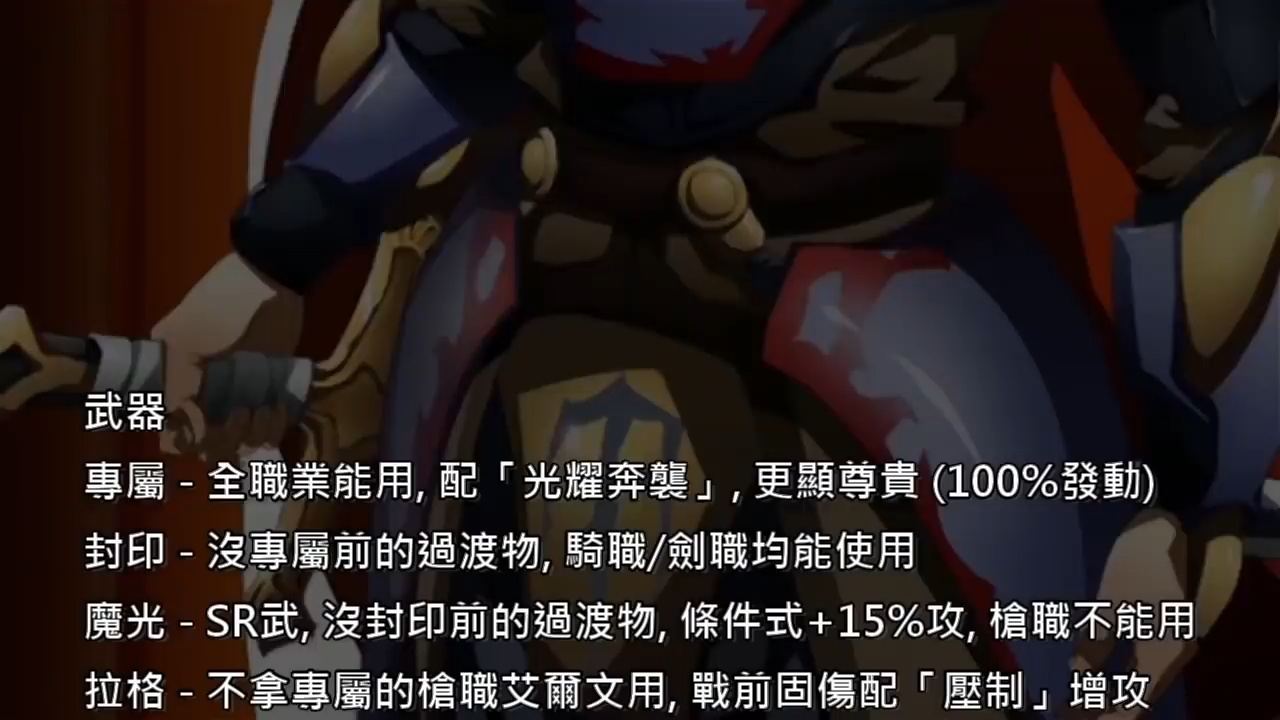 武器
專屬 - 全職業能用, 配「光耀奔襲」, 更顯尊貴 (100%發動)
封印 - 沒專屬前的過渡物, 騎職/劍職均能使用
魔光 - SR武, 沒封印前的過渡物, 條件式+15%攻, 槍職不能用
拉格 - 不拿專屬的槍職艾爾文用, 戰前固傷配「壓制」增攻